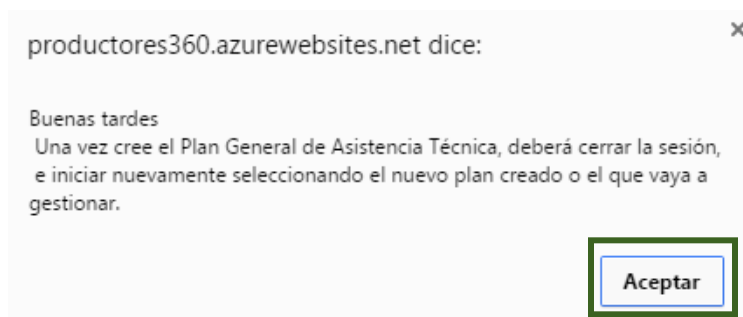 productores360.azurewebsites.net dice:
Buenas tardes
Una vez cree el Plan General de Asistencia Técnica, deberá cerrar la sesión,
e iniciar nuevamente seleccionando el nuevo plan creado o el que vaya a
gestionar.
Aceptar